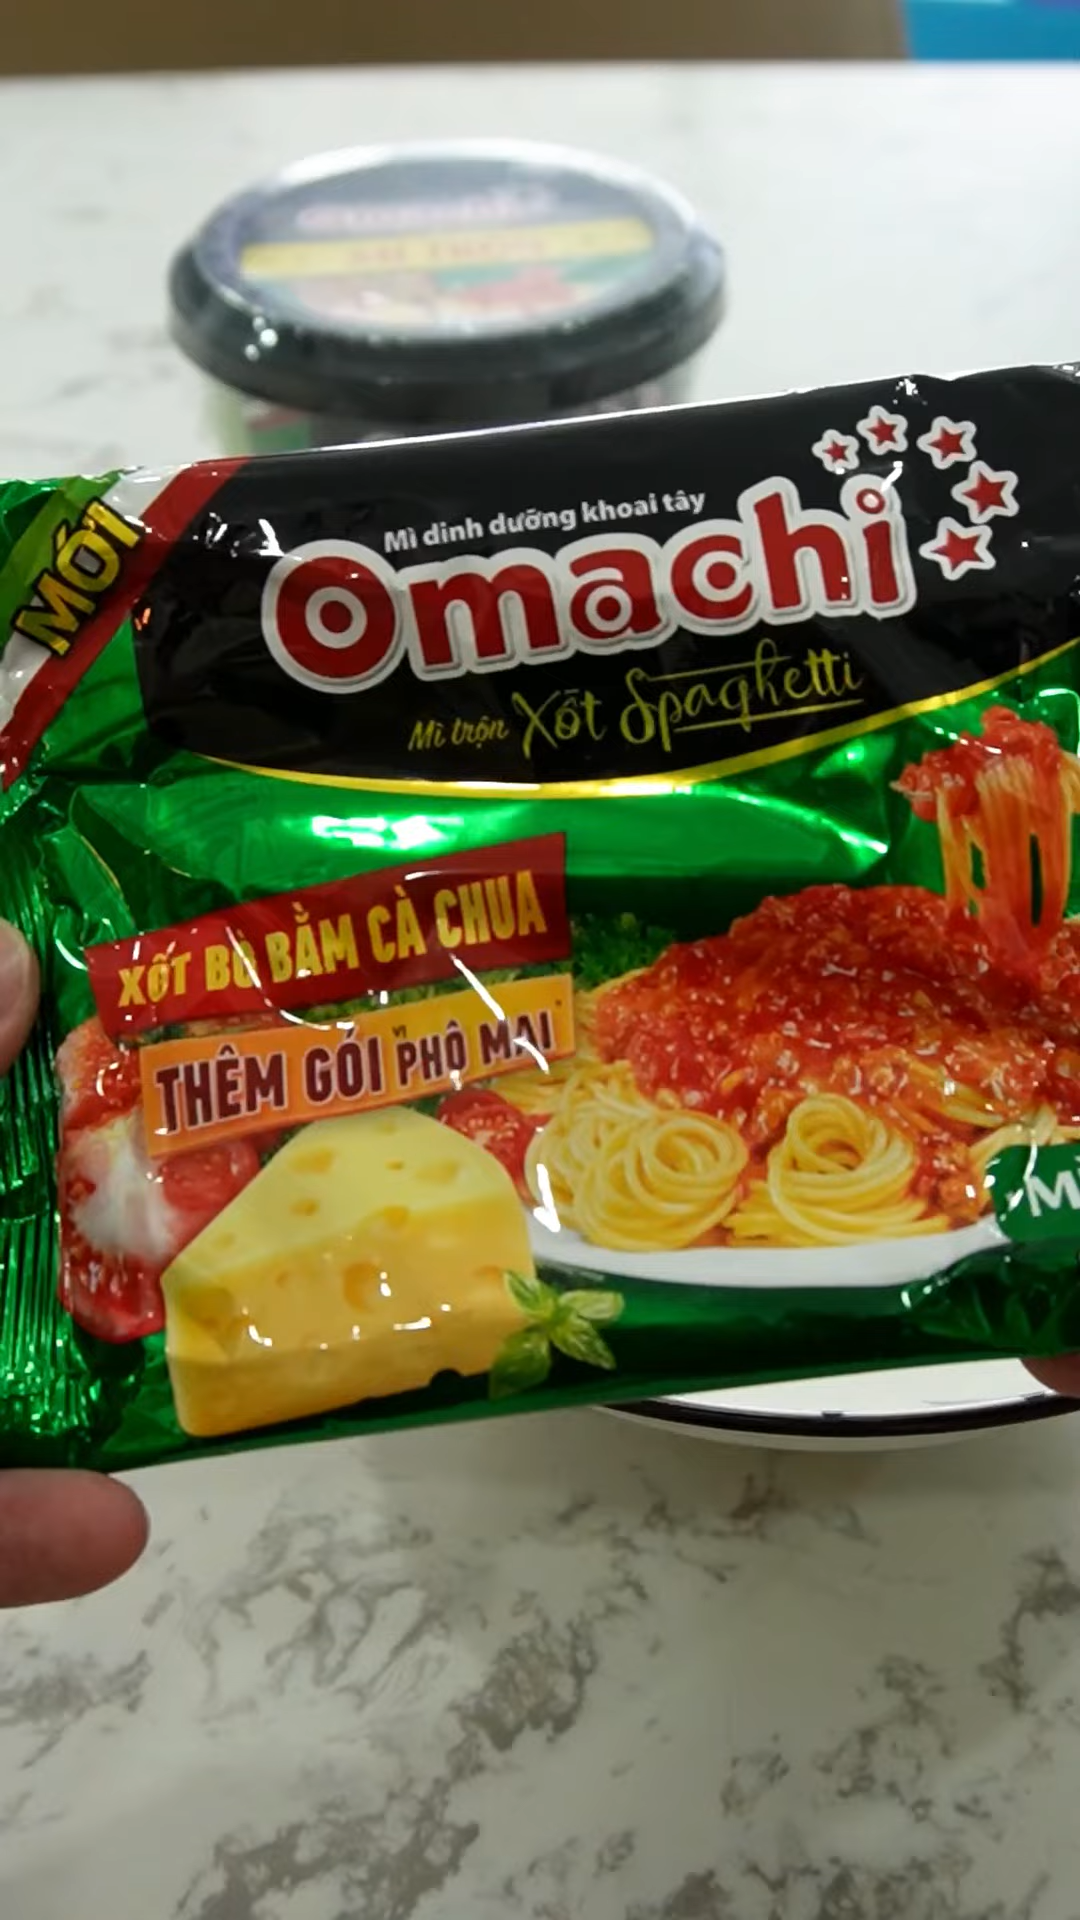 MỚI
Mì dinh dưỡng khoai tây
Omachi
Mì trộn Xốt Spaghetti
XỐT BÒ BẰM CÀ CHUA
THÊM GÓI VỊ PHÔ MAI